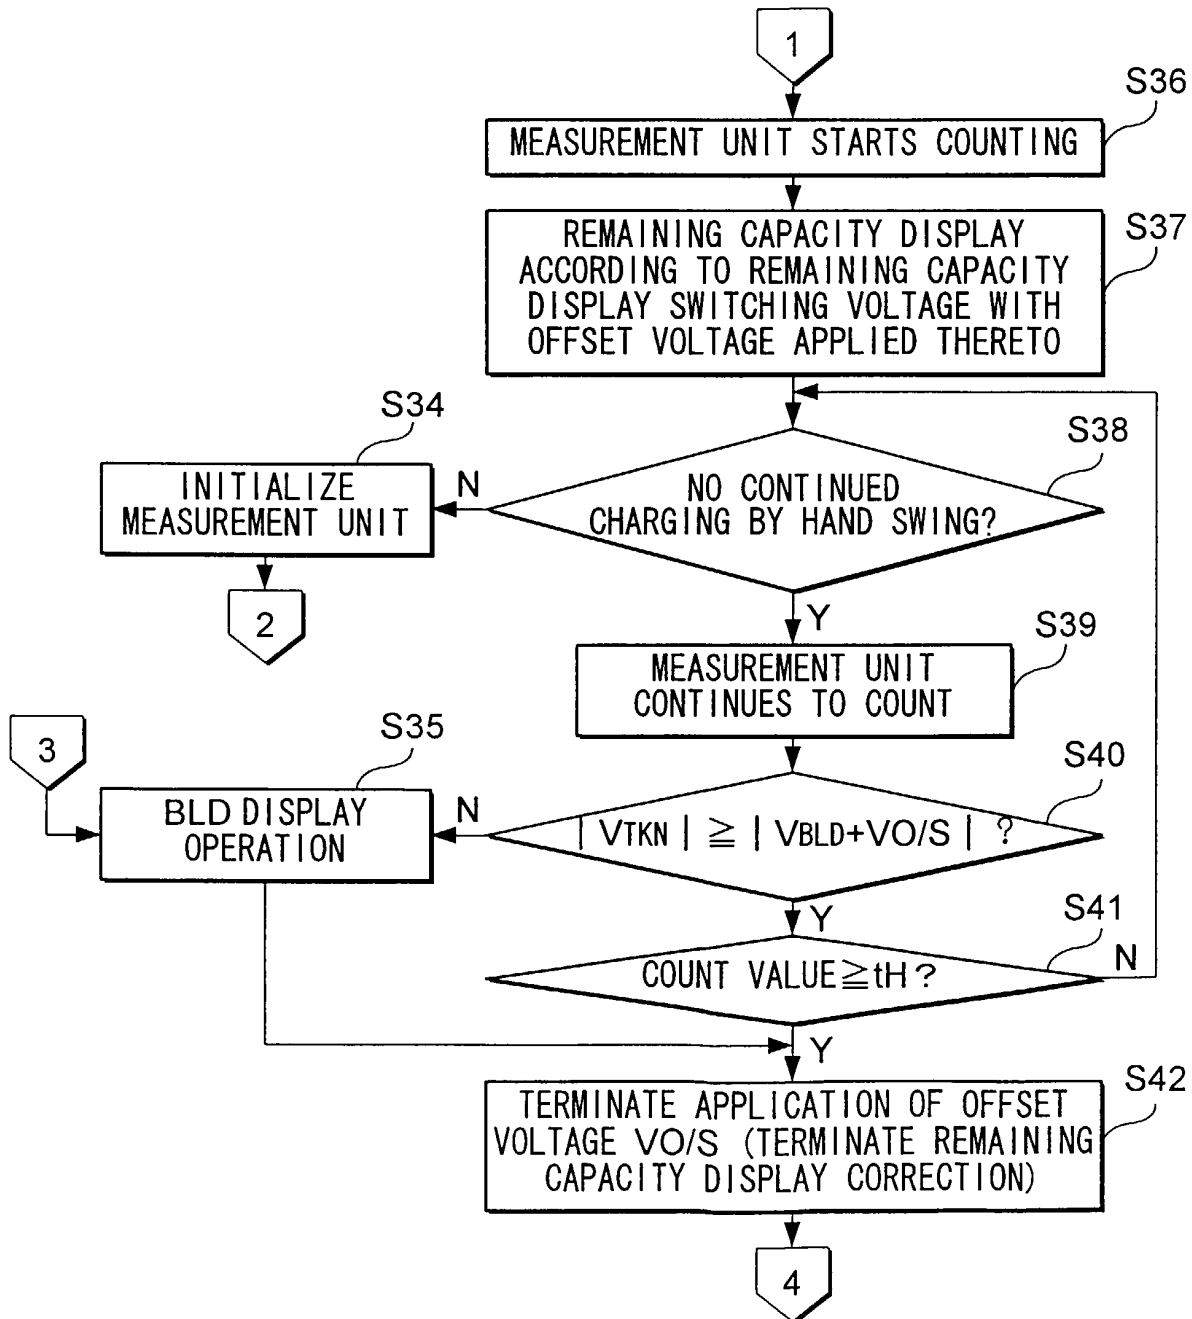 1
S36
MEASUREMENT UNIT STARTS COUNTING
S37
REMAINING CAPACITY DISPLAY
ACCORDING TO REMAINING CAPACITY
DISPLAY SWITCHING VOLTAGE WITH
OFFSET VOLTAGE APPLIED THERETO
S34
INITIALIZE
MEASUREMENT UNIT
N
S38
NO CONTINUED
CHARGING BY HAND SWING?
2
Y
S39
MEASUREMENT UNIT
CONTINUES TO COUNT
3
S35
BLD DISPLAY
OPERATION
N
S40
| VTKN | ≧ | VBLD+VO/S | ?
Y
S41
COUNT VALUE≧tH?
N
Y
S42
TERMINATE APPLICATION OF OFFSET
VOLTAGE VO/S (TERMINATE REMAINING
CAPACITY DISPLAY CORRECTION)
4